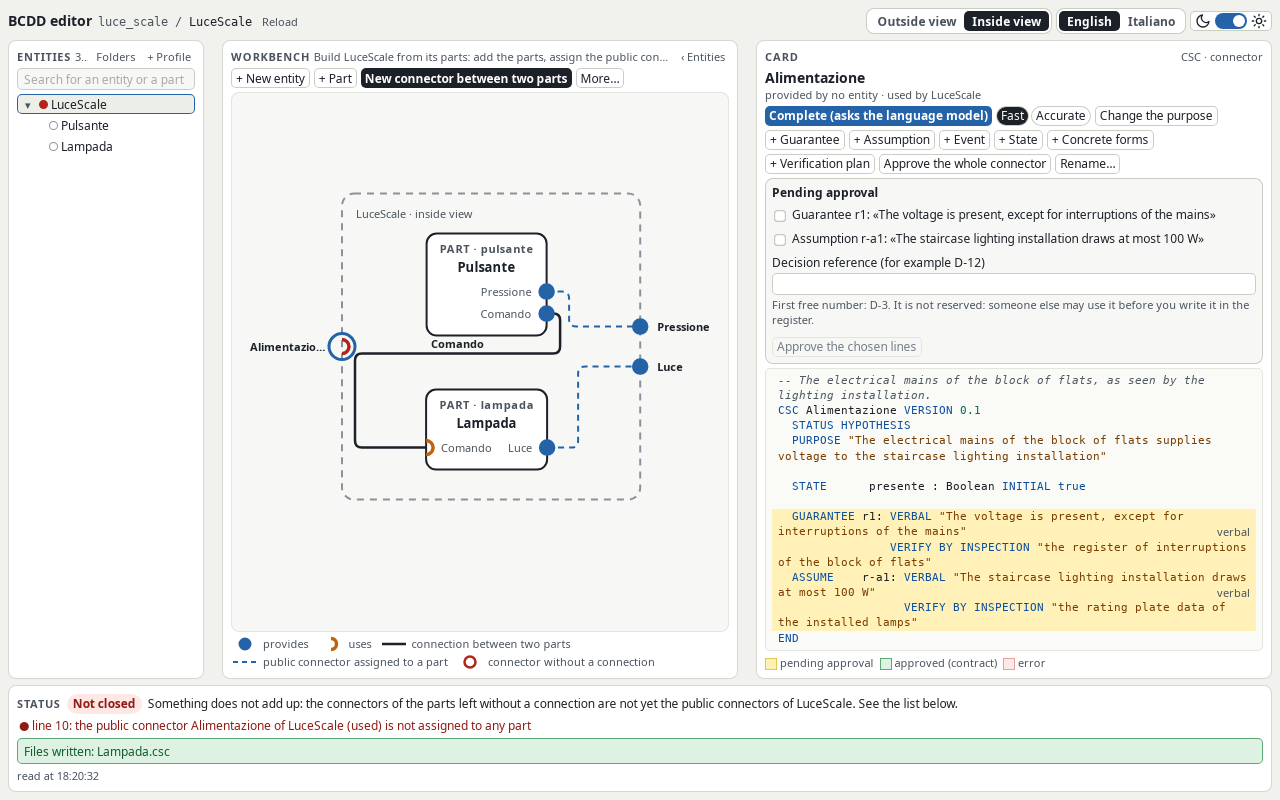 BCDD editor luce_scale / LuceScale Reload
Outside view Inside view English Italiano
ENTITIES 3… Folders + Profile
Search for an entity or a part
LuceScale
Pulsante
Lampada
WORKBENCH Build LuceScale from its parts: add the parts, assign the public con… ‹ Entities
+ New entity + Part New connector between two parts More…
LuceScale · inside view
PART · pulsante
Pulsante
Pressione
Comando
Comando
Alimentazio…
Pressione
Luce
PART · lampada
Lampada
Comando Luce
provides uses connection between two parts
public connector assigned to a part connector without a connection
CARD CSC · connector
Alimentazione
provided by no entity · used by LuceScale
Complete (asks the language model) Fast Accurate Change the purpose
+ Guarantee + Assumption + Event + State + Concrete forms
+ Verification plan Approve the whole connector Rename…
Pending approval
Guarantee r1: «The voltage is present, except for interruptions of the mains»
Assumption r-a1: «The staircase lighting installation draws at most 100 W»
Decision reference (for example D-12)
First free number: D-3. It is not reserved: someone else may use it before you write it in the
register.
Approve the chosen lines
-- The electrical mains of the block of flats, as seen by the
lighting installation.
CSC Alimentazione VERSION 0.1
STATUS HYPOTHESIS
PURPOSE "The electrical mains of the block of flats supplies
voltage to the staircase lighting installation"
STATE presente : Boolean INITIAL true
GUARANTEE r1: VERBAL "The voltage is present, except for
interruptions of the mains" verbal
VERIFY BY INSPECTION "the register of interruptions
of the block of flats"
ASSUME r-a1: VERBAL "The staircase lighting installation draws
at most 100 W" verbal
VERIFY BY INSPECTION "the rating plate data of
the installed lamps"
END
pending approval approved (contract) error
STATUS Not closed Something does not add up: the connectors of the parts left without a connection are not yet the public connectors of LuceScale. See the list below.
line 10: the public connector Alimentazione of LuceScale (used) is not assigned to any part
Files written: Lampada.csc
read at 18:20:32